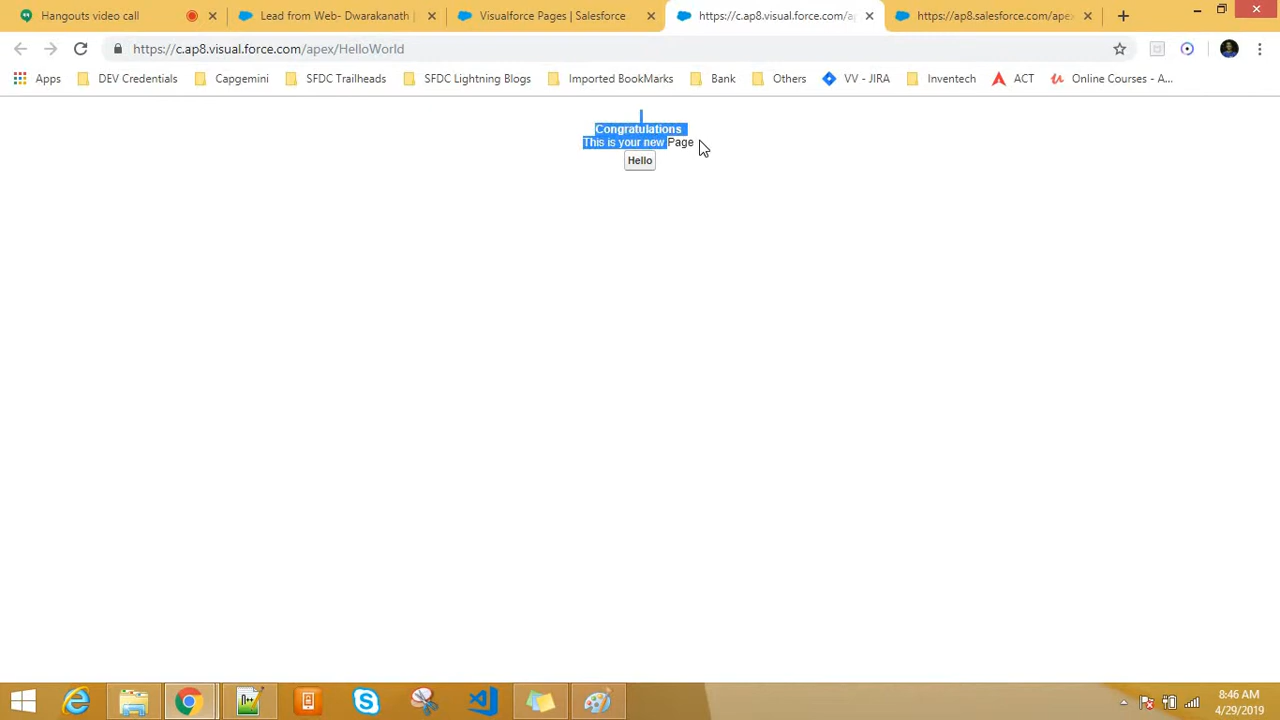 Hangouts video call
Lead from Web- Dwarakanath
Visualforce Pages | Salesforce
https://c.ap8.visual.force.com/a
https://ap8.salesforce.com/apex
https://c.ap8.visual.force.com/apex/HelloWorld
Apps
DEV Credentials
Capgemini
SFDC Trailheads
SFDC Lightning Blogs
Imported BookMarks
Bank
Others
VV - JIRA
Inventech
ACT
Online Courses - A...
Congratulations
This is your new Page
Hello
8:46 AM
4/29/2019